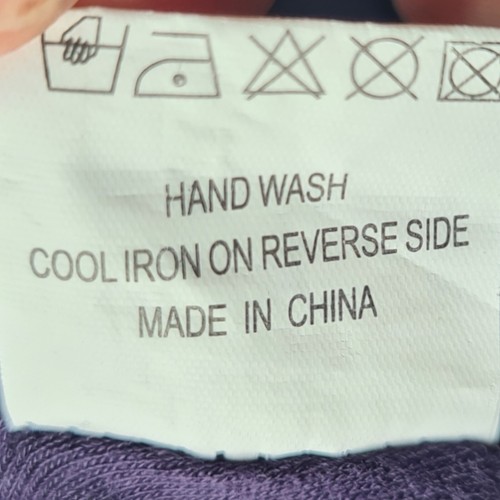 HAND WASH
COOL IRON ON REVERSE SIDE
MADE IN CHINA